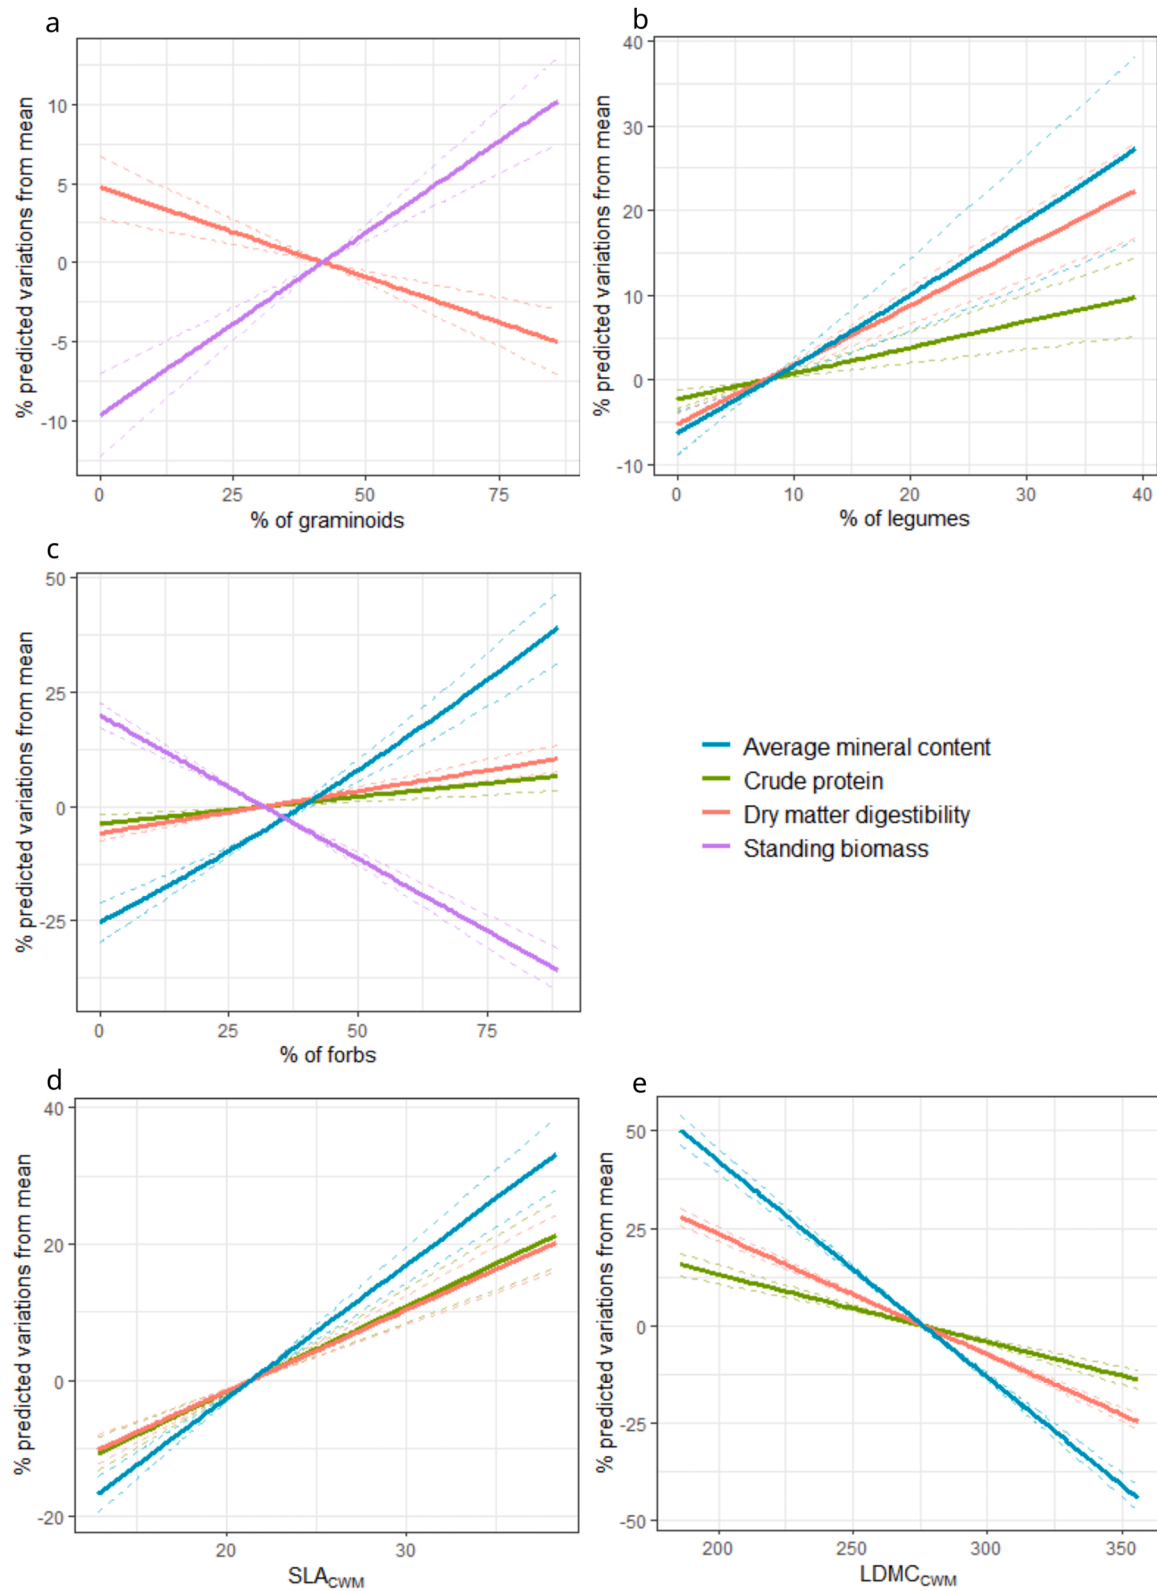 a
% predicted variations from mean
10
5
0
-5
-10
0 25 50 75
% of graminoids
b
% predicted variations from mean
40
30
20
10
0
-10
0 10 20 30 40
% of legumes
c
% predicted variations from mean
50
25
0
-25
0 25 50 75
% of forbs
Average mineral content
Crude protein
Dry matter digestibility
Standing biomass
d
% predicted variations from mean
40
20
0
-20
20 30
SLACWM
e
% predicted variations from mean
50
25
0
-25
-50
200 250 300 350
LDMCCWM